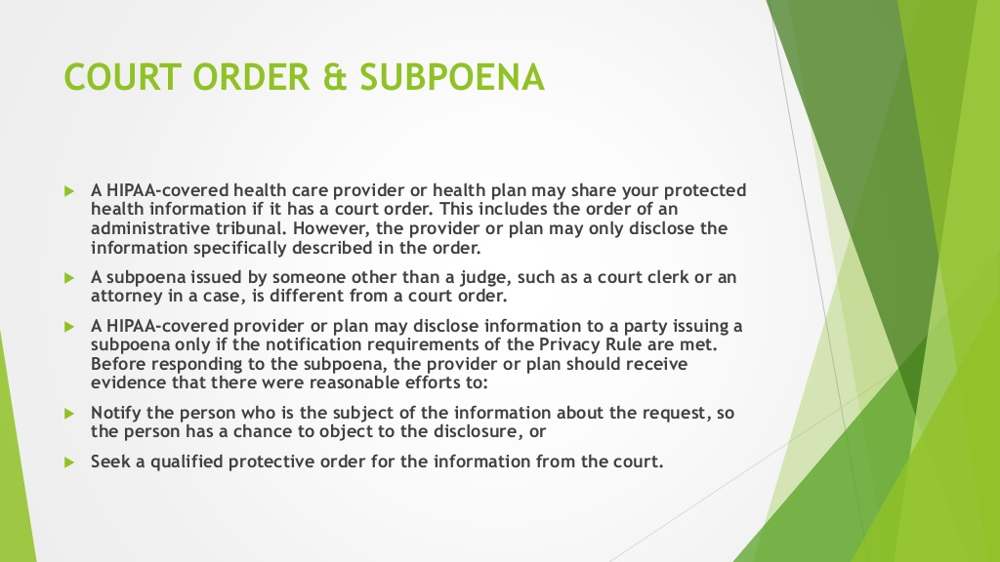 COURT ORDER & SUBPOENA
A HIPAA-covered health care provider or health plan may share your protected
health information if it has a court order. This includes the order of an
administrative tribunal. However, the provider or plan may only disclose the
information specifically described in the order.
A subpoena issued by someone other than a judge, such as a court clerk or an
attorney in a case, is different from a court order.
A HIPAA-covered provider or plan may disclose information to a party issuing a
subpoena only if the notification requirements of the Privacy Rule are met.
Before responding to the subpoena, the provider or plan should receive
evidence that there were reasonable efforts to:
Notify the person who is the subject of the information about the request, so
the person has a chance to object to the disclosure, or
Seek a qualified protective order for the information from the court.